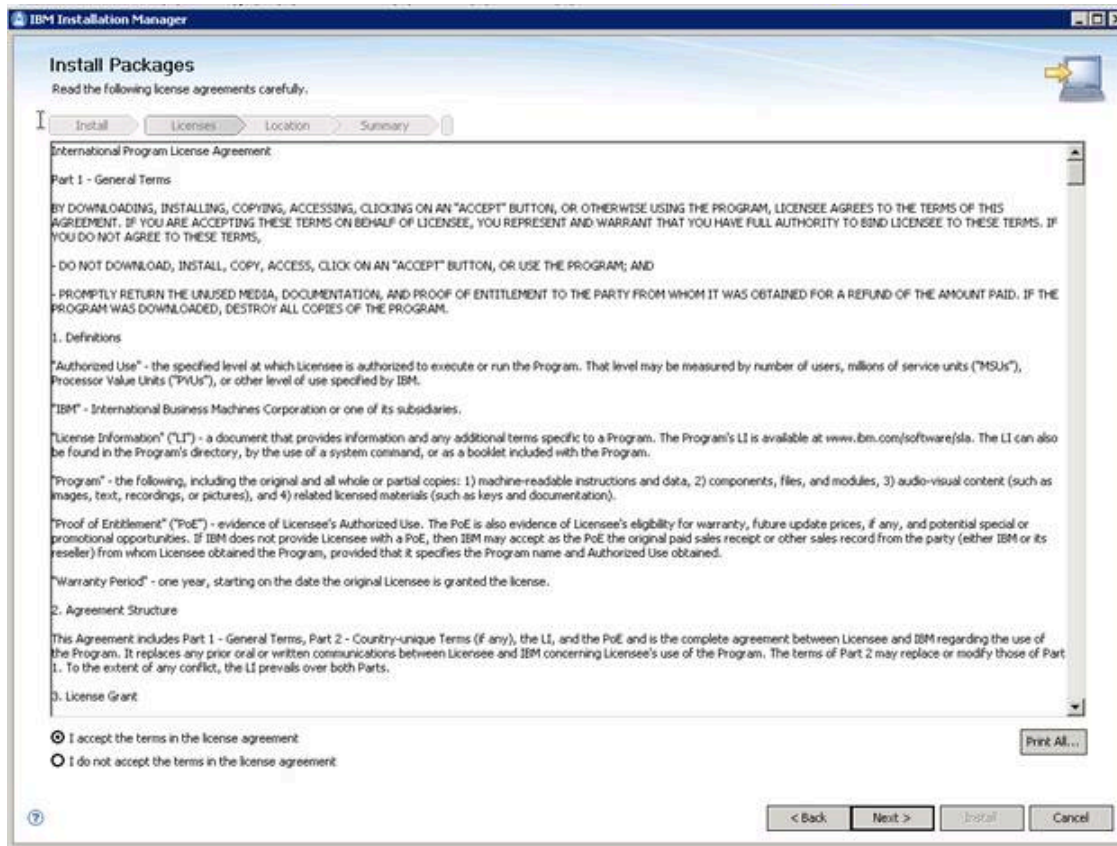 IBM Installation Manager
Install Packages
Read the following license agreements carefully.
Install
Licenses
Location
Summary
International Program License Agreement
Part 1 - General Terms
BY DOWNLOADING, INSTALLING, COPYING, ACCESSING, CLICKING ON AN "ACCEPT" BUTTON, OR OTHERWISE USING THE PROGRAM, LICENSEE AGREES TO THE TERMS OF THIS
AGREEMENT. IF YOU ARE ACCEPTING THESE TERMS ON BEHALF OF LICENSEE, YOU REPRESENT AND WARRANT THAT YOU HAVE FULL AUTHORITY TO BIND LICENSEE TO THESE TERMS. IF
YOU DO NOT AGREE TO THESE TERMS,
- DO NOT DOWNLOAD, INSTALL, COPY, ACCESS, CLICK ON AN "ACCEPT" BUTTON, OR USE THE PROGRAM; AND
- PROMPTLY RETURN THE UNUSED MEDIA, DOCUMENTATION, AND PROOF OF ENTITLEMENT TO THE PARTY FROM WHOM IT WAS OBTAINED FOR A REFUND OF THE AMOUNT PAID. IF THE
PROGRAM WAS DOWNLOADED, DESTROY ALL COPIES OF THE PROGRAM.
1. Definitions
"Authorized Use" - the specified level at which Licensee is authorized to execute or run the Program. That level may be measured by number of users, millions of service units ("MSUs"),
Processor Value Units ("PVUs"), or other level of use specified by IBM.
"IBM" - International Business Machines Corporation or one of its subsidiaries.
"License Information" ("LI") - a document that provides information and any additional terms specific to a Program. The Program's LI is available at www.ibm.com/software/sla. The LI can also
be found in the Program's directory, by the use of a system command, or as a booklet included with the Program.
"Program" - the following, including the original and all whole or partial copies: 1) machine-readable instructions and data, 2) components, files, and modules, 3) audio-visual content (such as
images, text, recordings, or pictures), and 4) related licensed materials (such as keys and documentation).
"Proof of Entitlement" ("PoE") - evidence of Licensee's Authorized Use. The PoE is also evidence of Licensee's eligibility for warranty, future update prices, if any, and potential special or
promotional opportunities. If IBM does not provide Licensee with a PoE, then IBM may accept as the PoE the original paid sales receipt or other sales record from the party (either IBM or its
reseller) from whom Licensee obtained the Program, provided that it specifies the Program name and Authorized Use obtained.
"Warranty Period" - one year, starting on the date the original Licensee is granted the license.
2. Agreement Structure
This Agreement includes Part 1 - General Terms, Part 2 - Country-unique Terms (if any), the LI, and the PoE and is the complete agreement between Licensee and IBM regarding the use of
the Program. It replaces any prior oral or written communications between Licensee and IBM concerning Licensee's use of the Program. The terms of Part 2 may replace or modify those of Part
1. To the extent of any conflict, the LI prevails over both Parts.
3. License Grant
I accept the terms in the license agreement
Print All...
I do not accept the terms in the license agreement
< Back
Next >
Install
Cancel